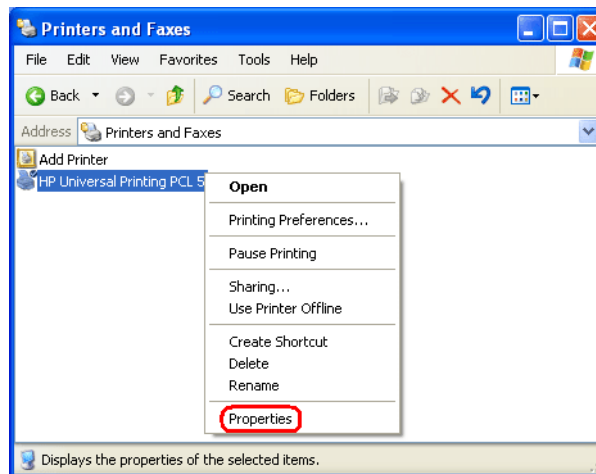 Printers and Faxes
File Edit View Favorites Tools Help
Back Search Folders
Address Printers and Faxes
Add Printer
HP Universal Printing PCL 5
Open
Printing Preferences...
Pause Printing
Sharing...
Use Printer Offline
Create Shortcut
Delete
Rename
Properties
Displays the properties of the selected items.